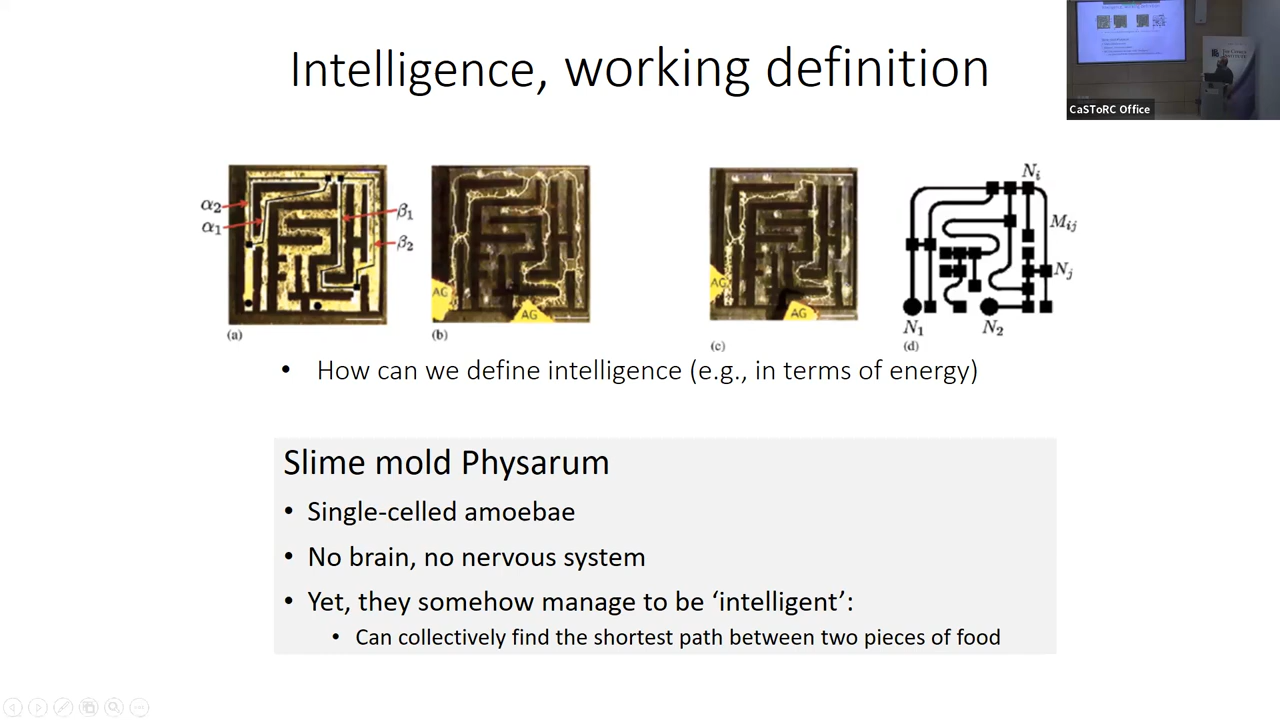 Intelligence, working definition
CaSToRC Office
α₂
α₁
β₁
β₂
(a)
AG
AG
(b)
AG
AG
(c)
Nᵢ
Mᵢⱼ
Nⱼ
N₁
N₂
(d)
• How can we define intelligence (e.g., in terms of energy)
Slime mold Physarum
• Single-celled amoebae
• No brain, no nervous system
• Yet, they somehow manage to be ‘intelligent’:
• Can collectively find the shortest path between two pieces of food